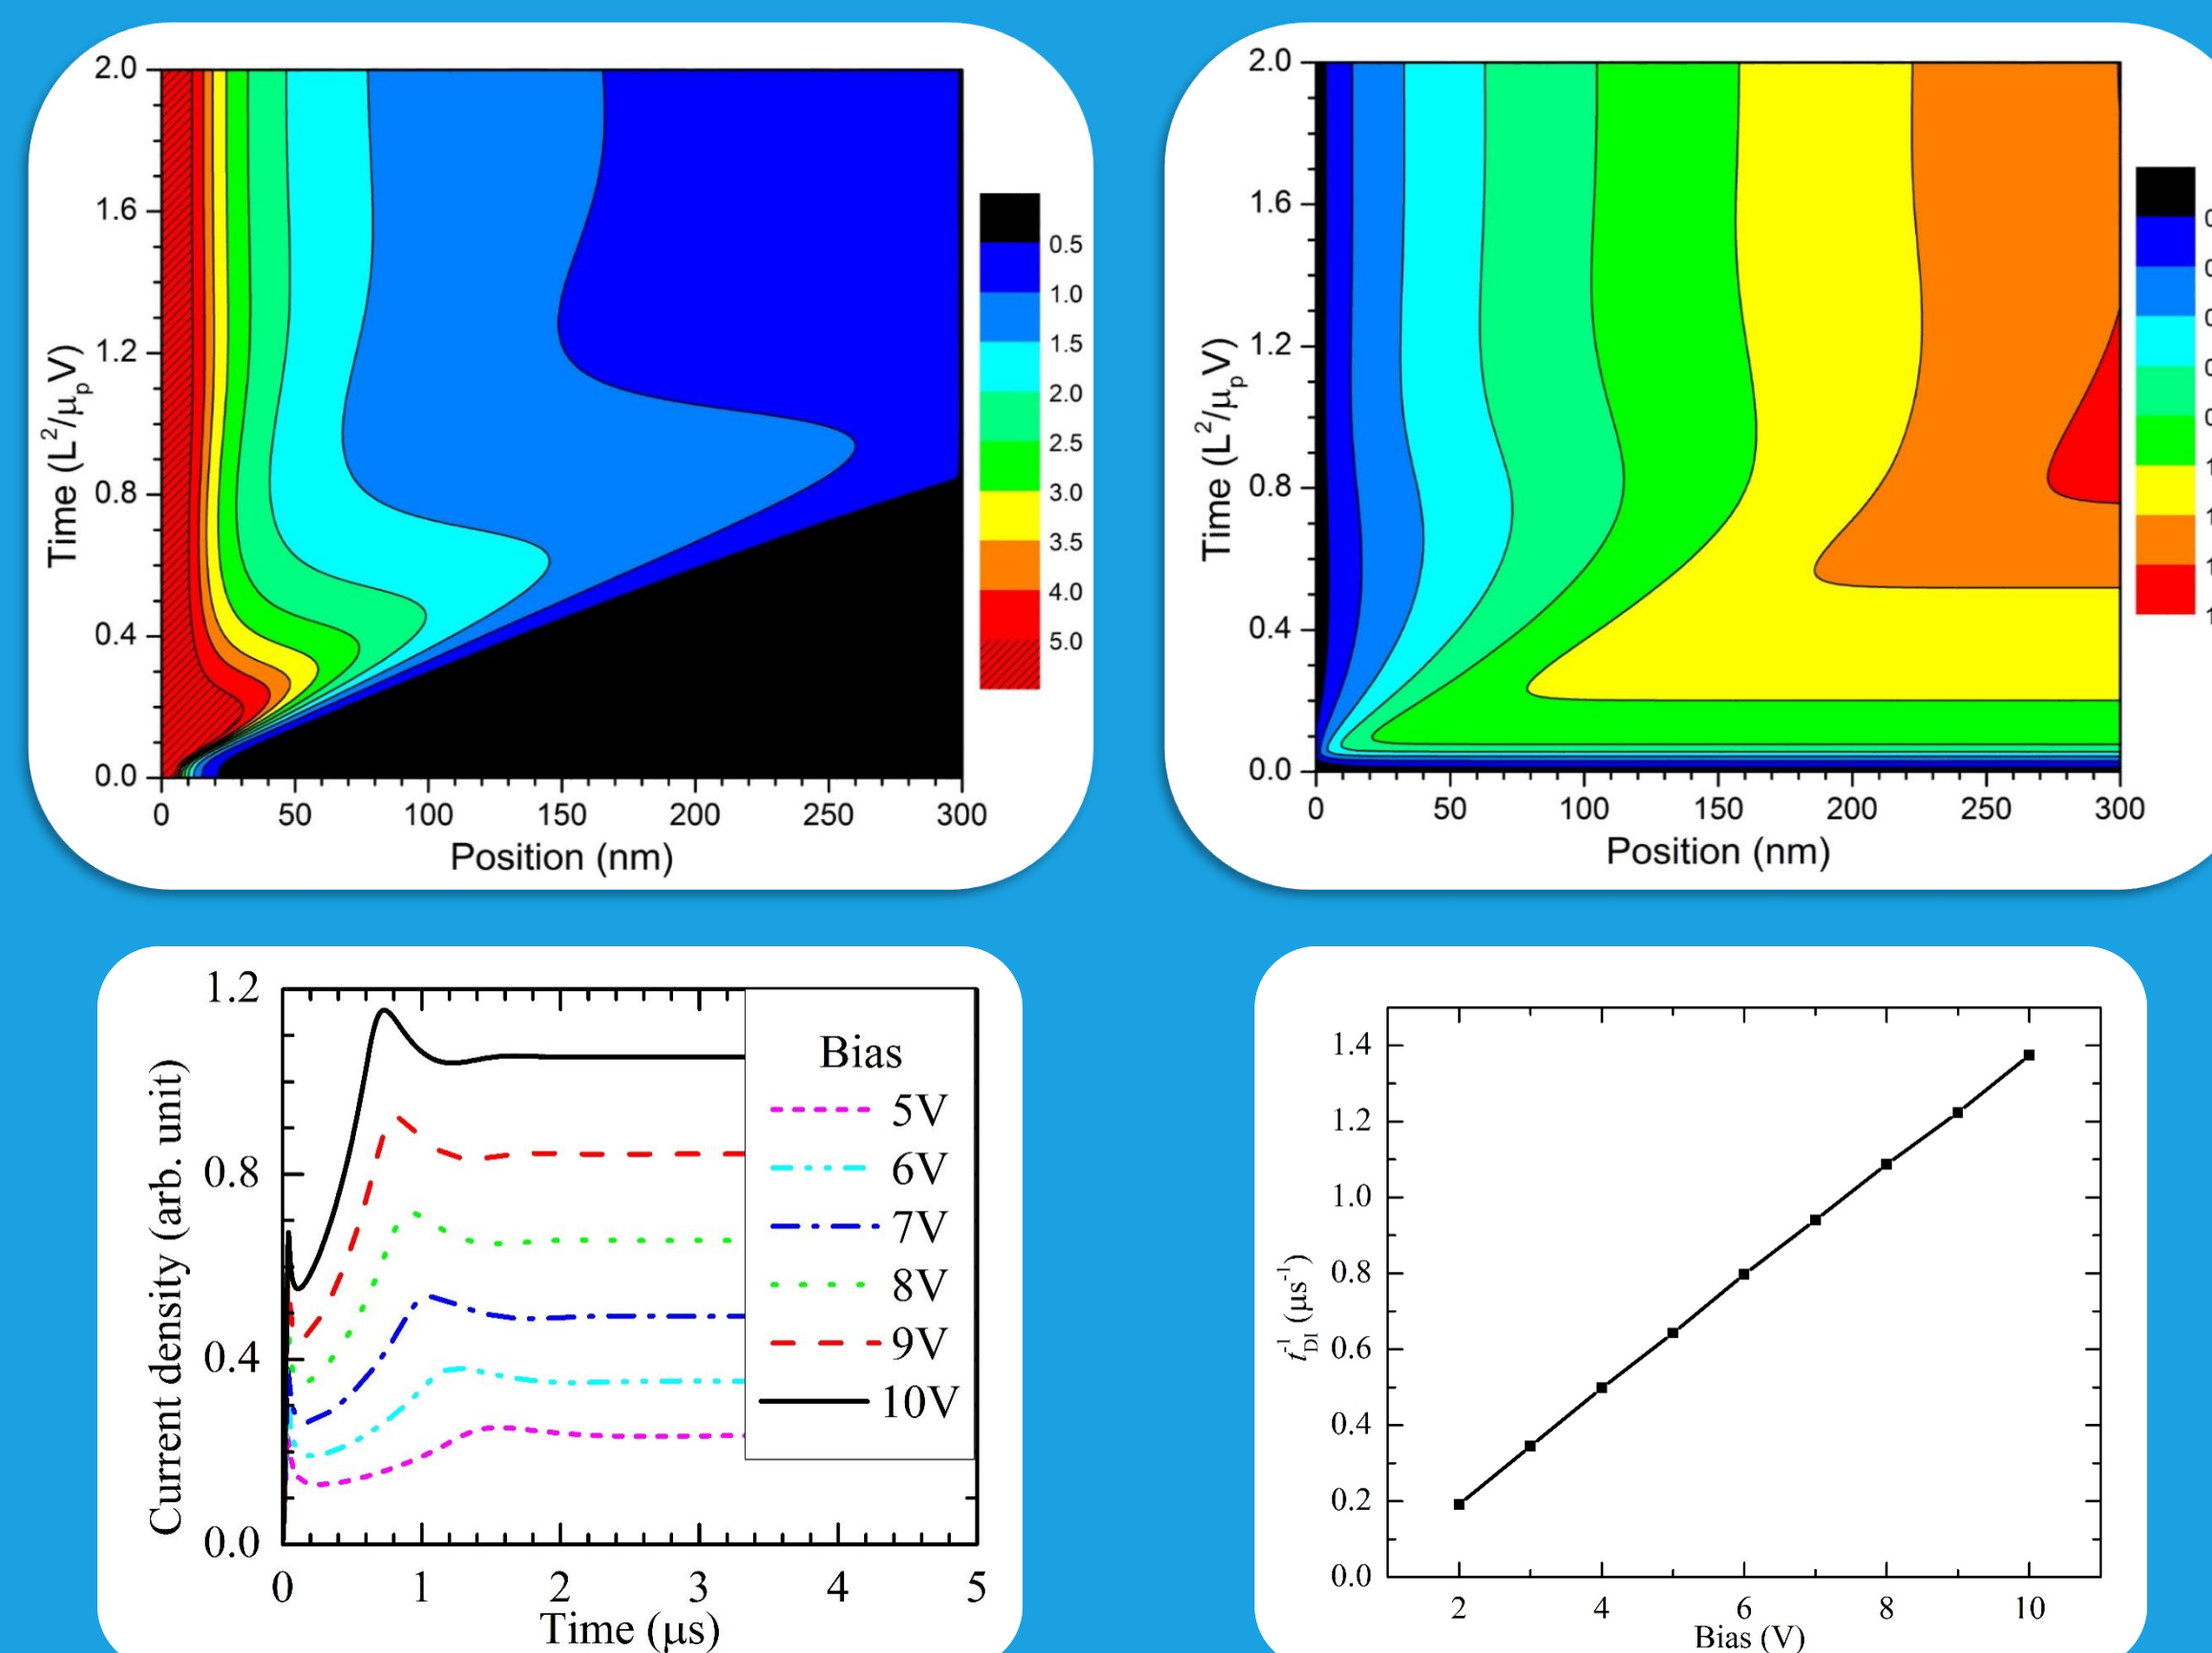 2.0
1.6
1.2
0.8
0.4
0.0
Time (L²/μₚV)
0 50 100 150 200 250 300
Position (nm)
0.5
1.0
1.5
2.0
2.5
3.0
3.5
4.0
5.0
2.0
1.6
1.2
0.8
0.4
0.0
Time (L²/μₚV)
0 50 100 150 200 250 300
Position (nm)
1.2
0.8
0.4
0.0
Current density (arb. unit)
0 1 2 3 4 5
Time (μs)
Bias
5V
6V
7V
8V
9V
10V
1.4
1.2
1.0
0.8
0.6
0.4
0.2
0.0
t_DI^-1 (μs⁻¹)
2 4 6 8 10
Bias (V)